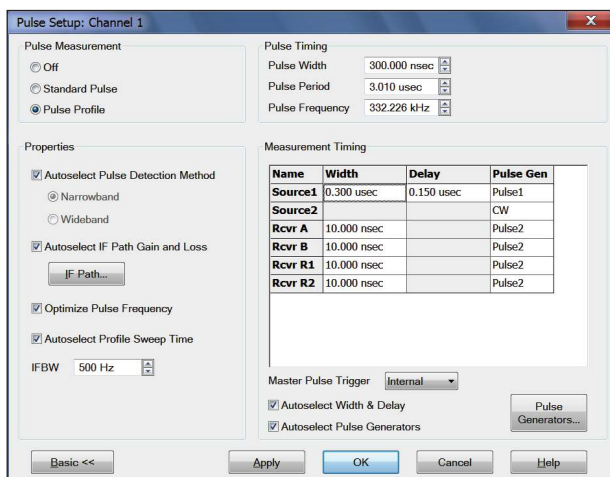 Pulse Setup: Channel 1
X
Pulse Measurement
Off
Standard Pulse
Pulse Profile
Pulse Timing
Pulse Width 300.000 nsec
Pulse Period 3.010 usec
Pulse Frequency 332.226 kHz
Properties
Autoselect Pulse Detection Method
Narrowband
Wideband
Autoselect IF Path Gain and Loss
IF Path...
Optimize Pulse Frequency
Autoselect Profile Sweep Time
IFBW 500 Hz
Measurement Timing
Name Width Delay Pulse Gen
Source1 0.300 usec 0.150 usec Pulse1
Source2 CW
Rcvr A 10.000 nsec Pulse2
Rcvr B 10.000 nsec Pulse2
Rcvr R1 10.000 nsec Pulse2
Rcvr R2 10.000 nsec Pulse2
Master Pulse Trigger Internal
Autoselect Width & Delay
Autoselect Pulse Generators
Pulse
Generators...
Basic << Apply OK Cancel Help